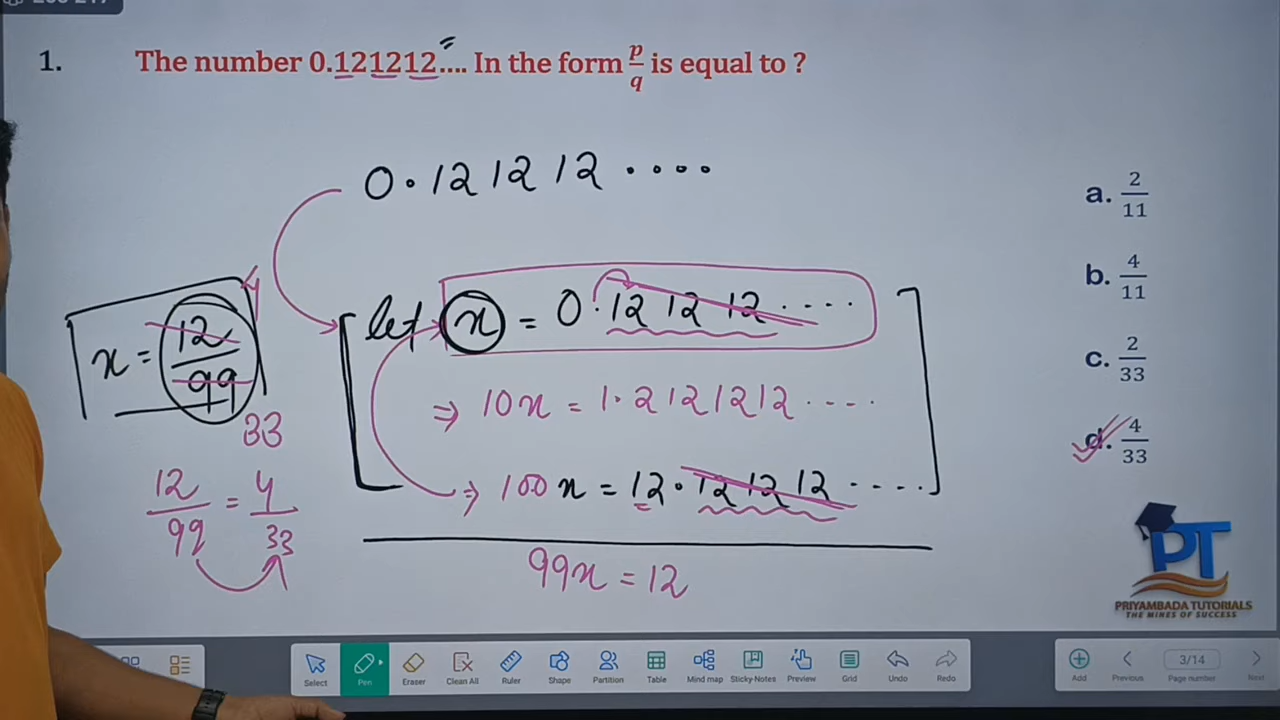 1. The number 0.121212.... In the form p/q is equal to ?
0.121212....
let x = 0.121212....
⇒ 10x = 1.2121212....
⇒ 100x = 12.121212....
99x = 12
x = 12/99
33
12/99 = 4/33
a. 2/11
b. 4/11
c. 2/33
d. 4/33
PT
PRIYAMBADA TUTORIALS
THE MINES OF SUCCESS
Select Pen Eraser Clean All Ruler Shape Partition Table Mind map Sticky-Notes Preview Grid Undo Redo
Add Previous 3/14 Next
Page number